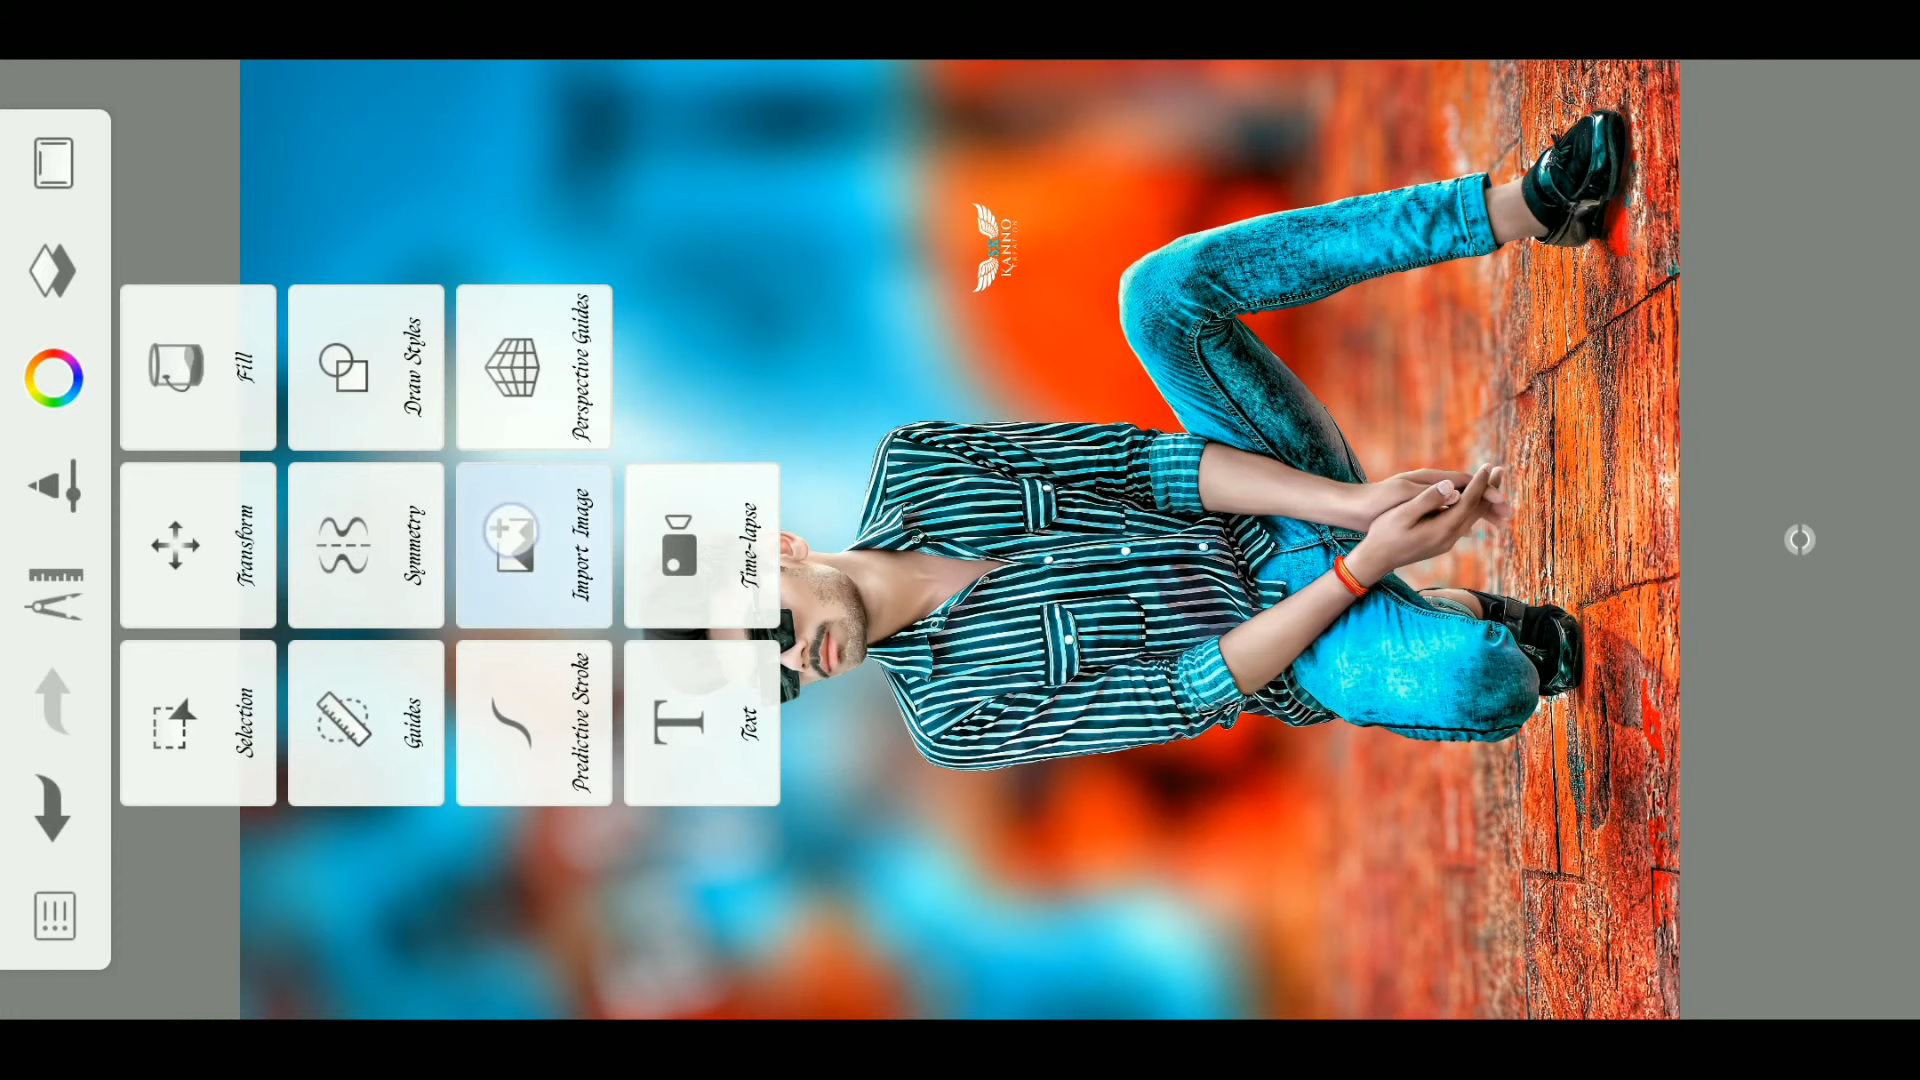 Selection
Transform
Fill
Guides
Symmetry
Draw Styles
Predictive Stroke
Import Image
Perspective Guides
Text
Time-lapse
KANNO